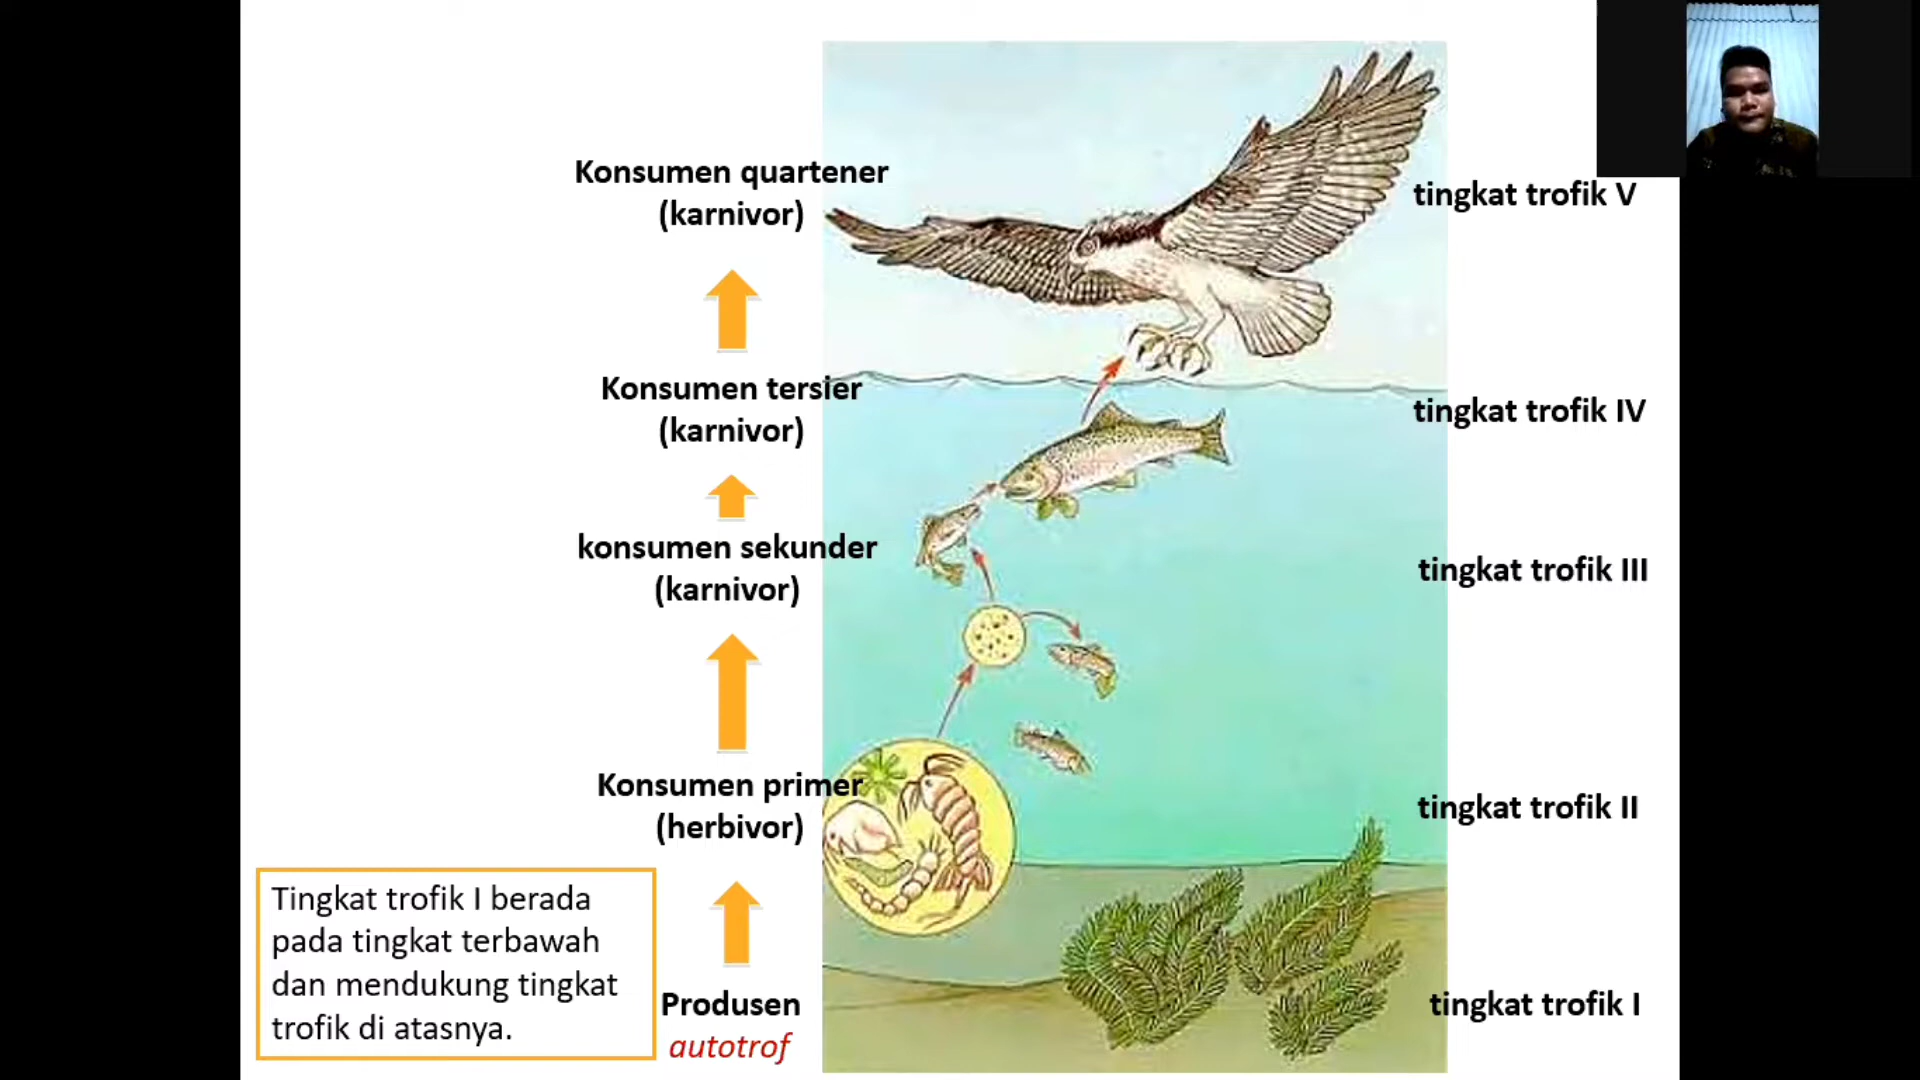 Konsumen quartener
(karnivor)
tingkat trofik V
Konsumen tersier
(karnivor)
tingkat trofik IV
konsumen sekunder
(karnivor)
tingkat trofik III
Konsumen primer
(herbivor)
tingkat trofik II
Tingkat trofik I berada
pada tingkat terbawah
dan mendukung tingkat
trofik di atasnya.
Produsen
autotrof
tingkat trofik I